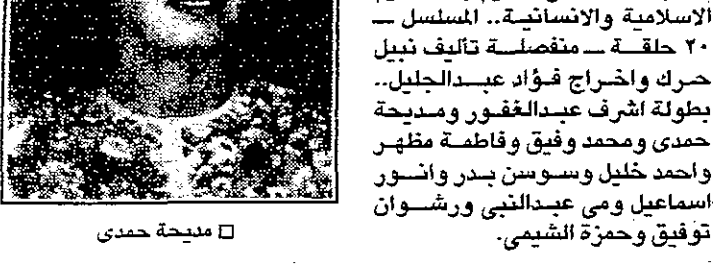 الاسلامية والانسانية.. المسلسل —
٢٠ حلقة — منفصلة تأليف نبيل
حرك واخراج فؤاد عبدالجليل..
بطولة اشرف عبدالغفور ومديحة
حمدى ومحمد وفيق وفاطمة مظهر
واحمد خليل وسوسن بدر وانور
اسماعيل ومى عبدالنبى ورشوان
توفيق وحمزة الشيمى.
□ مديحة حمدى